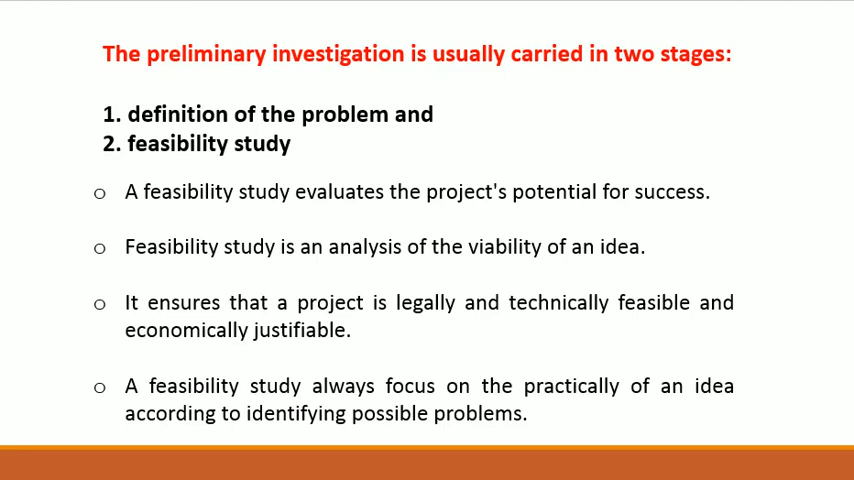 The preliminary investigation is usually carried in two stages:
1. definition of the problem and
2. feasibility study
o A feasibility study evaluates the project's potential for success.
o Feasibility study is an analysis of the viability of an idea.
o It ensures that a project is legally and technically feasible and
economically justifiable.
o A feasibility study always focus on the practically of an idea
according to identifying possible problems.